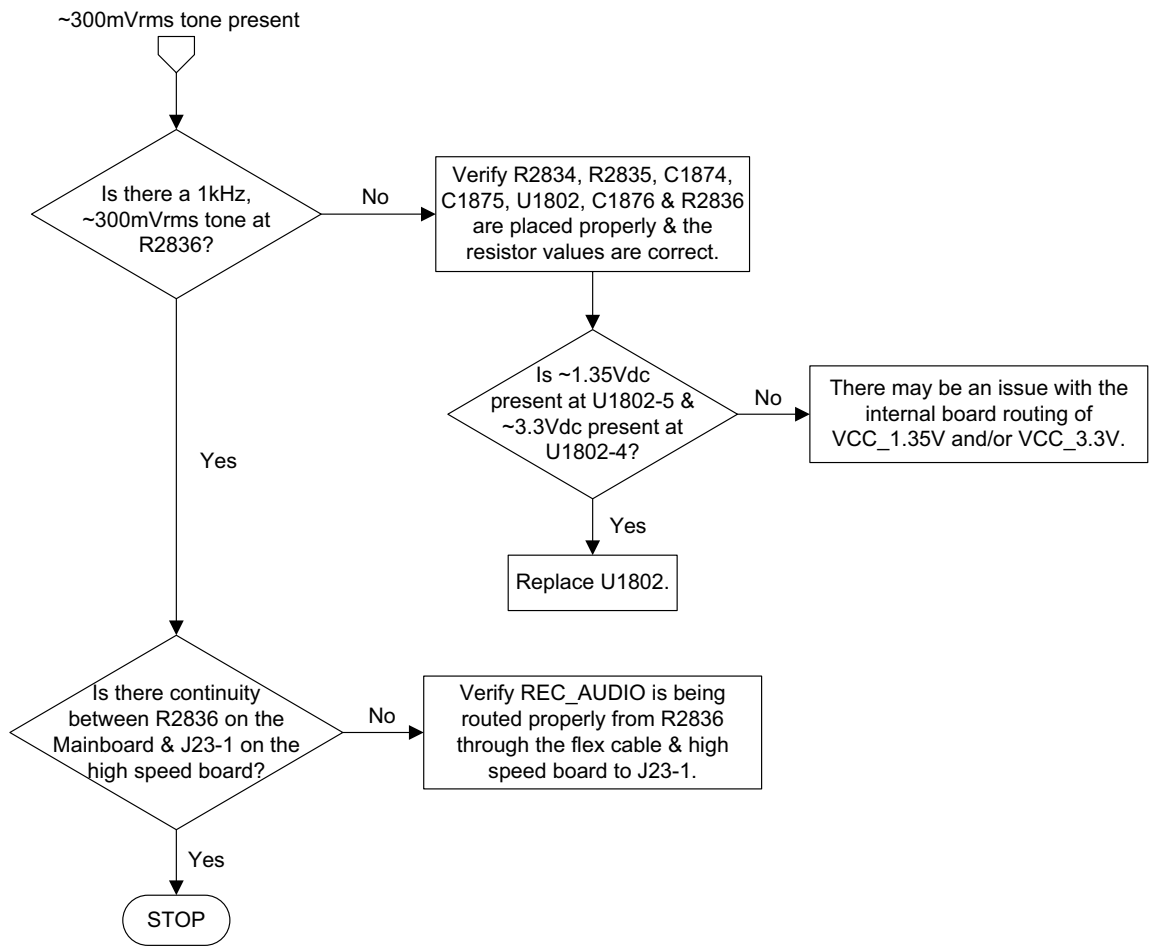 ~300mVrms tone present
Is there a 1kHz,
~300mVrms tone at
R2836?
No
Verify R2834, R2835, C1874,
C1875, U1802, C1876 & R2836
are placed properly & the
resistor values are correct.
Is ~1.35Vdc
present at U1802-5 &
~3.3Vdc present at
U1802-4?
No
There may be an issue with the
internal board routing of
VCC_1.35V and/or VCC_3.3V.
Yes
Yes
Replace U1802.
Is there continuity
between R2836 on the
Mainboard & J23-1 on the
high speed board?
No
Verify REC_AUDIO is being
routed properly from R2836
through the flex cable & high
speed board to J23-1.
Yes
STOP